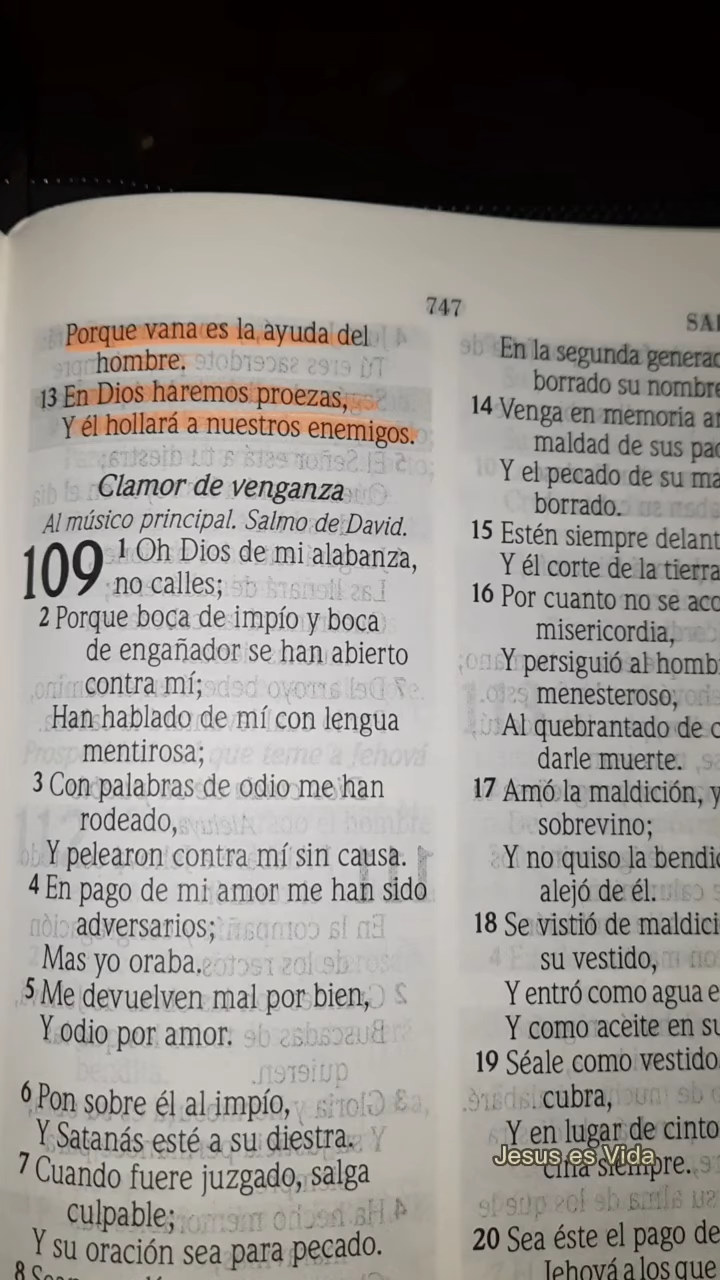 747
Porque vana es la ayuda del
hombre.
13 En Dios haremos proezas,
Y él hollará a nuestros enemigos.
Clamor de venganza
Al músico principal. Salmo de David.
109 1 Oh Dios de mi alabanza,
no calles;
2 Porque boca de impío y boca
de engañador se han abierto
contra mí;
Han hablado de mí con lengua
mentirosa;
3 Con palabras de odio me han
rodeado,
Y pelearon contra mí sin causa.
4 En pago de mi amor me han sido
adversarios;
Mas yo oraba.
5 Me devuelven mal por bien,
Y odio por amor.
6 Pon sobre él al impío,
Y Satanás esté a su diestra.
7 Cuando fuere juzgado, salga
culpable;
Y su oración sea para pecado.
8
En la segunda
borrado su nombre
14 Venga en memoria
maldad de sus
Y el pecado de su
borrado.
15 Estén siempre
Y él corte de la tierra
16 Por cuanto no se
misericordia,
Y persiguió al
menesteroso,
Al quebrantado de
darle muerte.
17 Amó la maldición, y
sobrevino;
Y no quiso la
alejó de él.
18 Se vistió de
su vestido,
Y entró como agua
Y como aceite en
19 Séale como vestido
cubra,
Y en lugar de cinto
ciña siempre.
Jesus es Vida
20 Sea éste el pago de
Jehová a los que